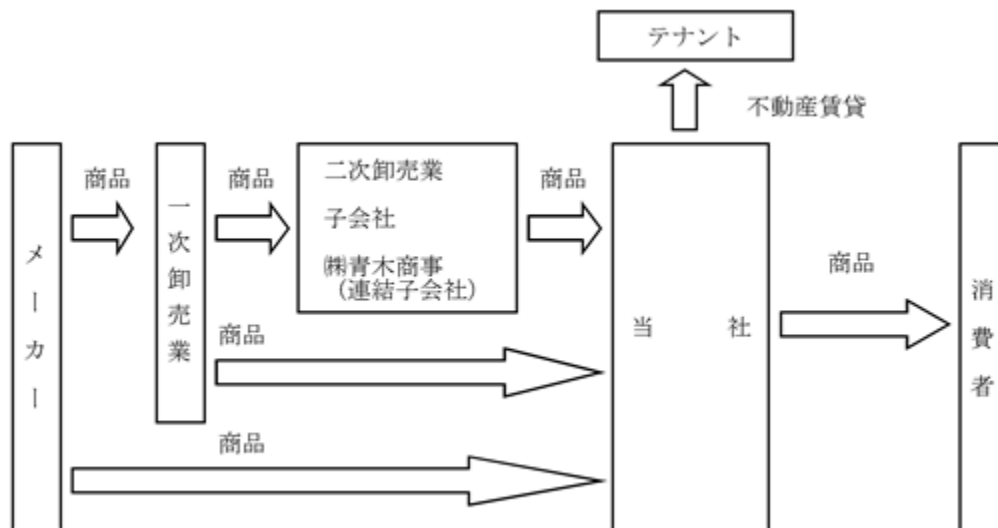 テナント
不動産賃貸
商品
商品
商品
二次卸売業
子会社
㈱青木商事
(連結子会社)
メーカー
一次卸売業
商品
商品
当社
商品
消費者